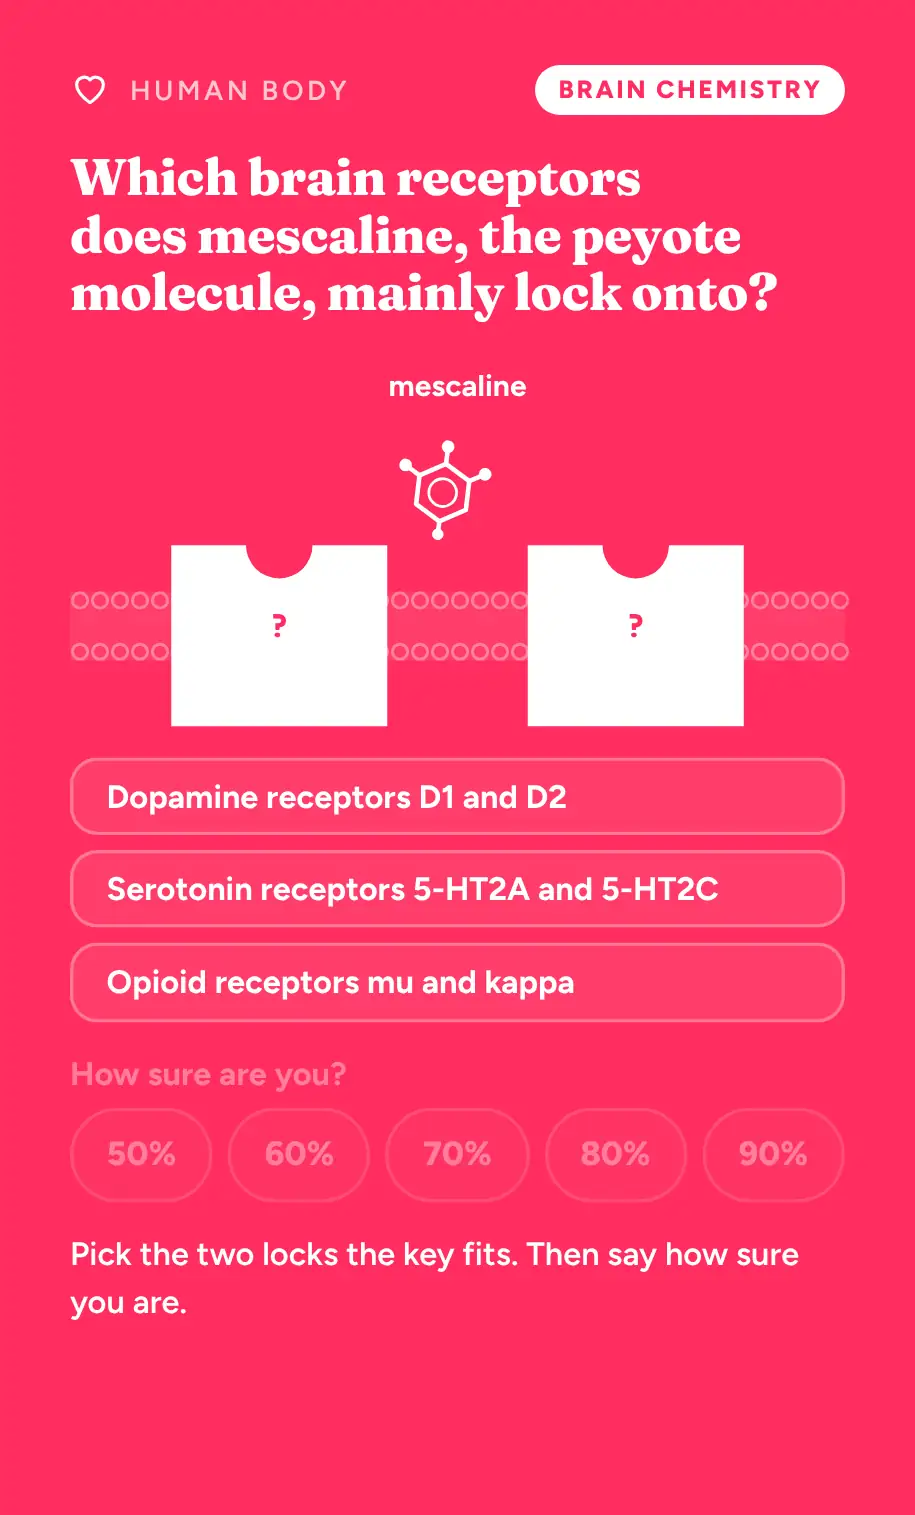 HUMAN BODY
BRAIN CHEMISTRY
Which brain receptors
does mescaline, the peyote
molecule, mainly lock onto?
mescaline
?
?
Dopamine receptors D1 and D2
Serotonin receptors 5-HT2A and 5-HT2C
Opioid receptors mu and kappa
How sure are you?
50%
60%
70%
80%
90%
Pick the two locks the key fits. Then say how sure
you are.